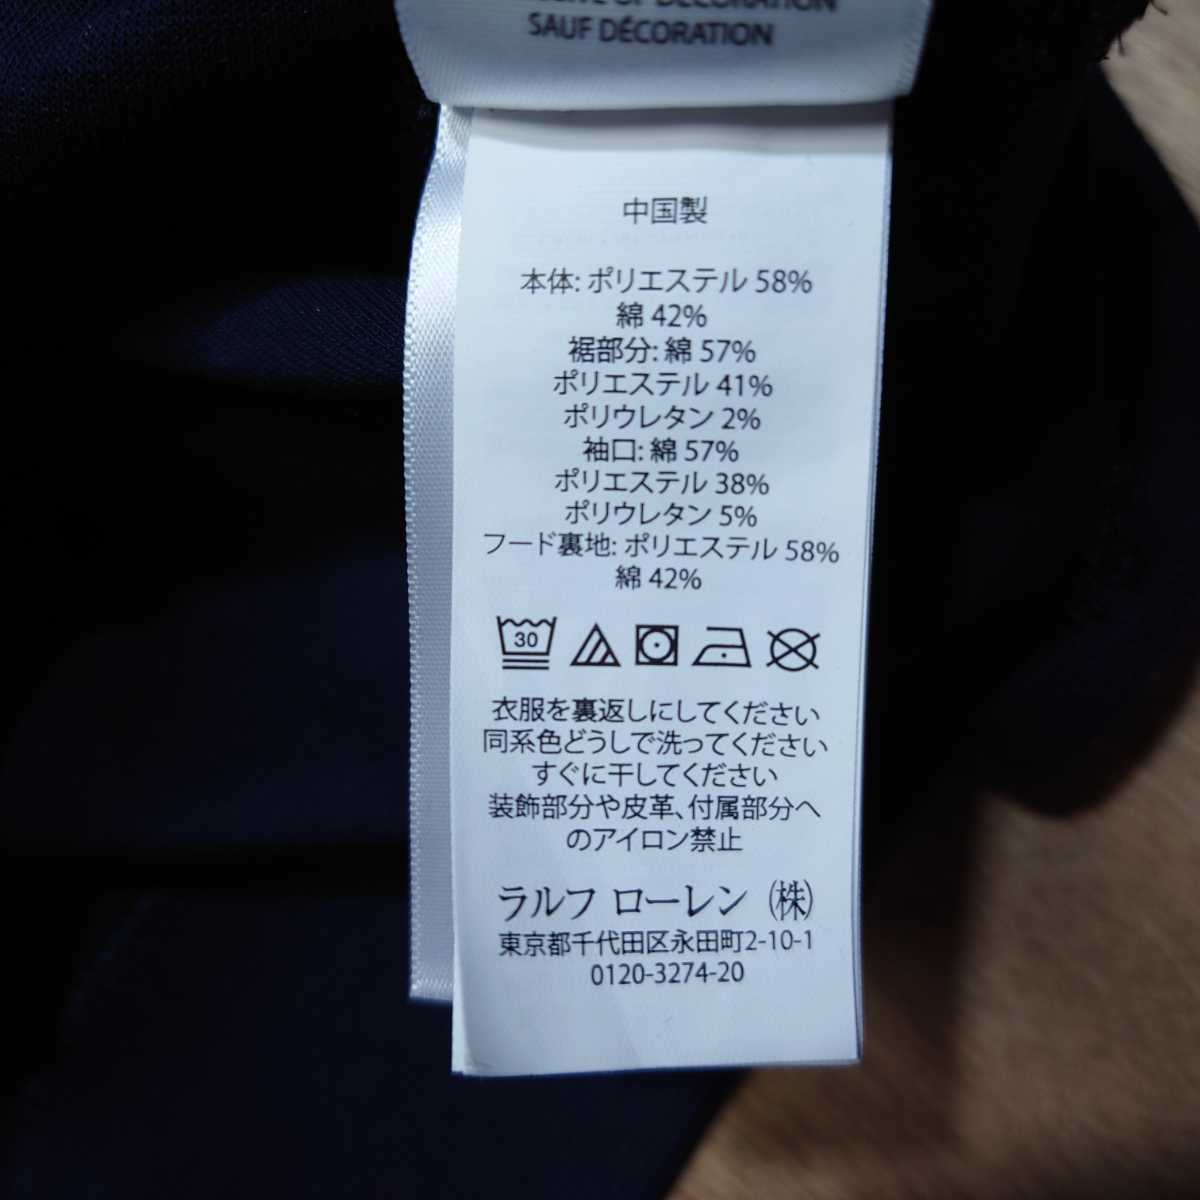 OF DECORATION
SAUF DÉCORATION
中国製
本体: ポリエステル 58%
綿 42%
裾部分: 綿 57%
ポリエステル 41%
ポリウレタン 2%
袖口: 綿 57%
ポリエステル 38%
ポリウレタン 5%
フード裏地: ポリエステル 58%
綿 42%
30
衣服を裏返しにしてください
同系色どうしで洗ってください
すぐに干してください
装飾部分や皮革、付属部分へ
のアイロン禁止
ラルフ ローレン (株)
東京都千代田区永田町2-10-1
0120-3274-20